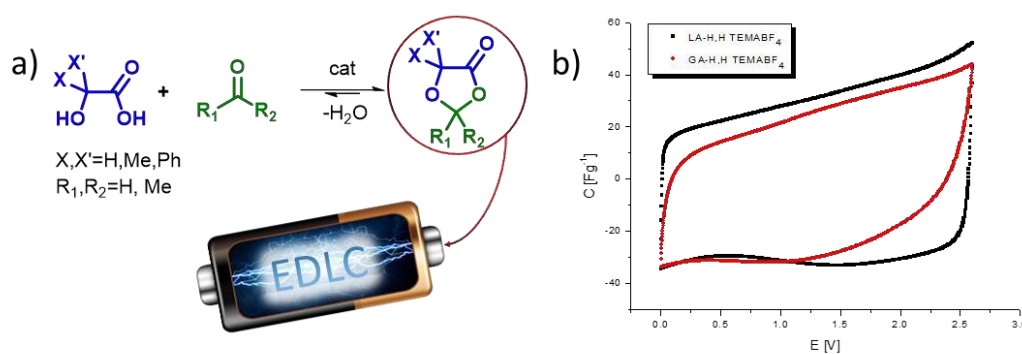 a)
X X' O
HO OH
+
O
R₁ R₂
cat
-H₂O
X X' O
O O
R₁ R₂
X,X'=H,Me,Ph
R₁,R₂=H, Me
EDLC
b)
LA-H,H TEMABF₄
GA-H,H TEMABF₄
C [Fg⁻¹]
60
40
20
0
-20
-40
0.0 0.5 1.0 1.5 2.0 2.5 3.0
E [V]